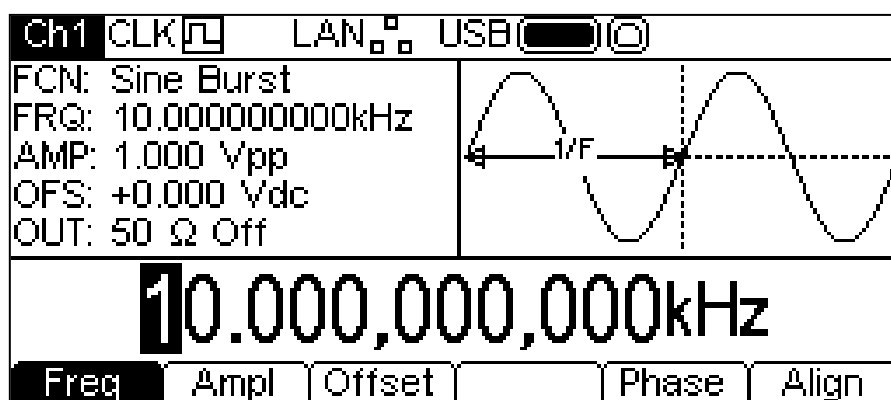 Ch1 CLK LAN USB
FCN: Sine Burst
FRQ: 10.000000000kHz
AMP: 1.000 Vpp
OFS: +0.000 Vdc
OUT: 50 Ω Off
1/F
10.000,000,000kHz
Freq Ampl Offset Phase Align